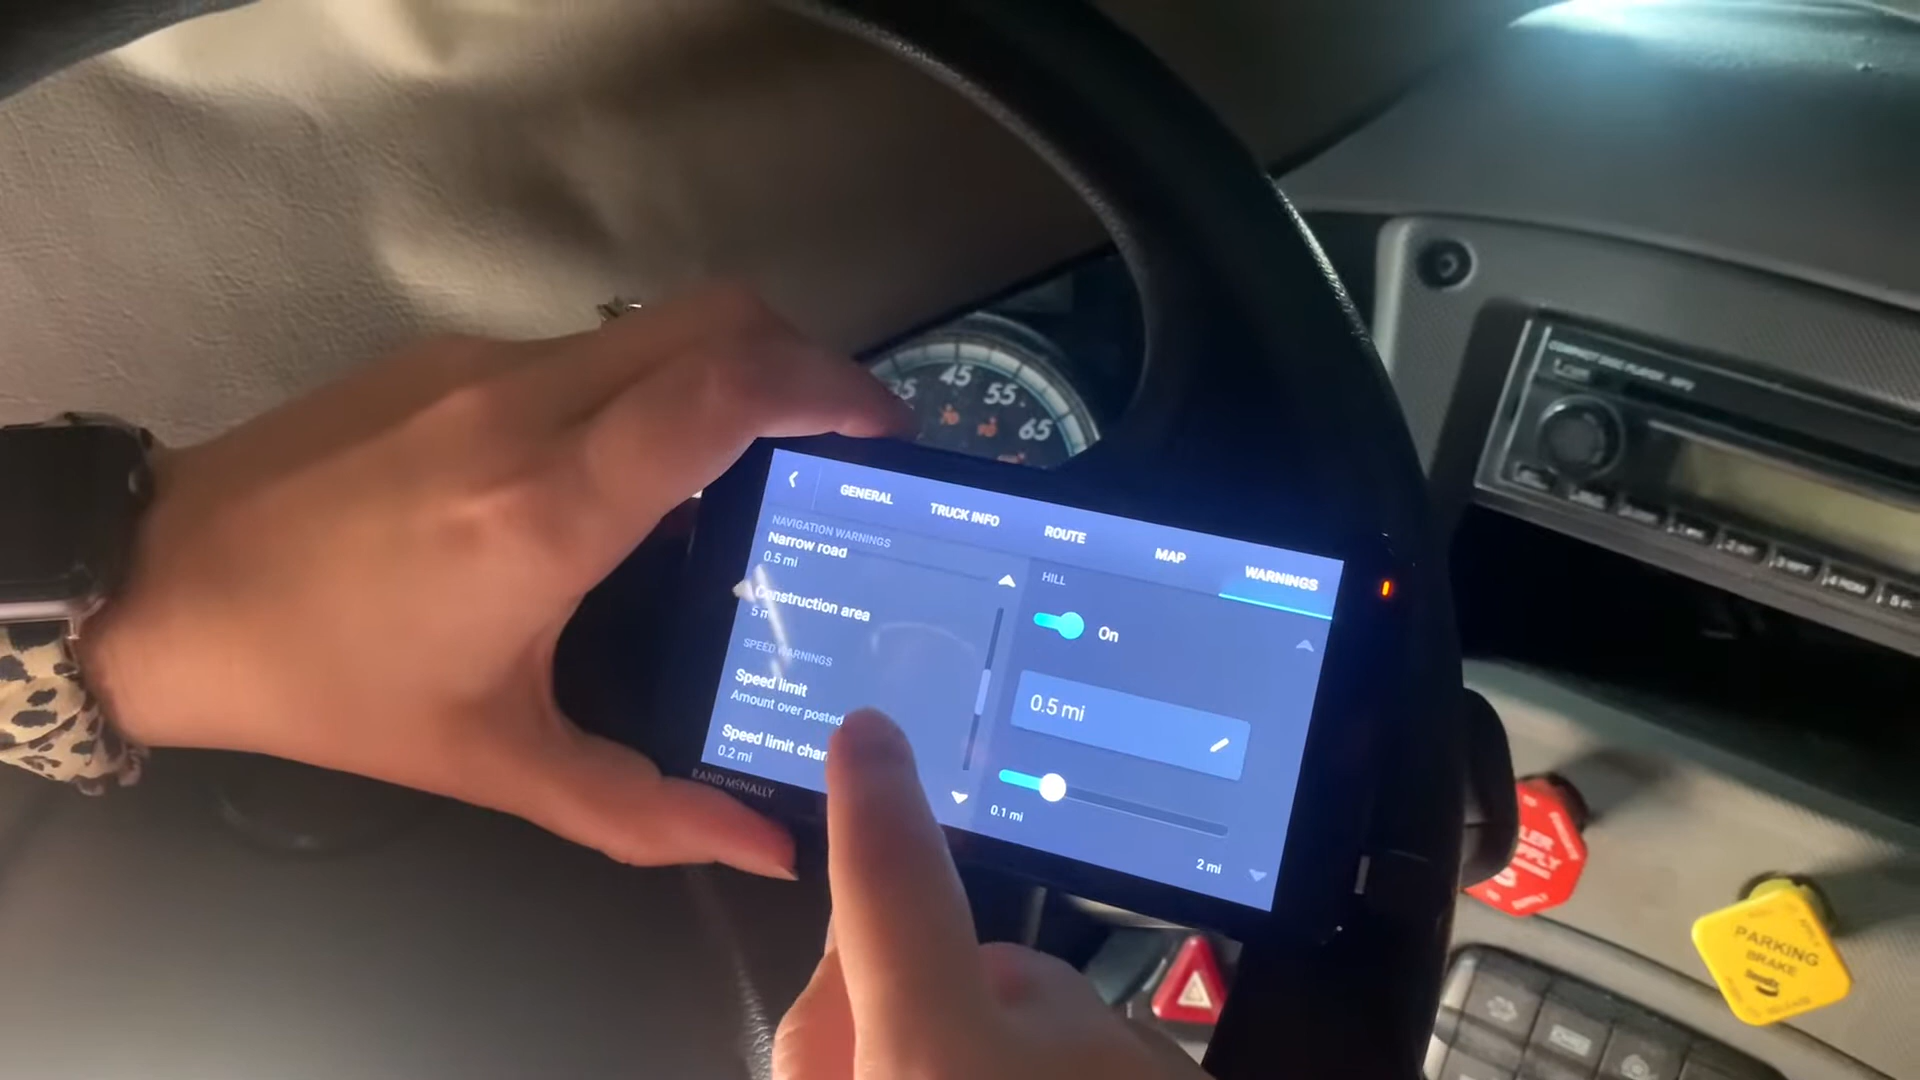 45
55
65
GENERAL
TRUCK INFO
ROUTE
MAP
WARNINGS
NAVIGATION WARNINGS
Narrow road
0.5 mi
Construction area
SPEED WARNINGS
Speed limit
Amount over posted
Speed limit
0.2 mi
HILL
On
0.5 mi
0.1 mi
2 mi
RAND MCNALLY
PARKING
BRAKE